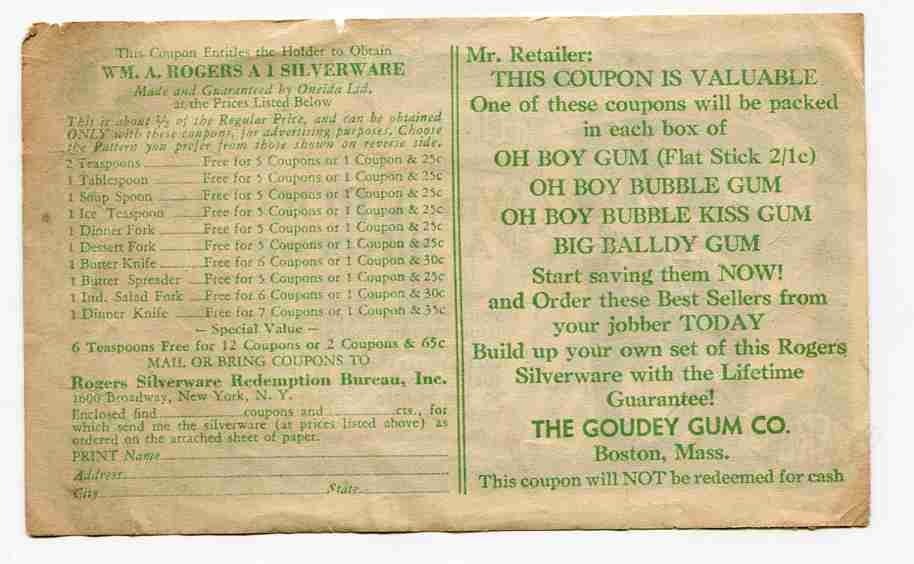 This Coupon Entitles the Holder to Obtain
WM. A. ROGERS A 1 SILVERWARE
Made and Guaranteed by Oneida Ltd.
at the Prices Listed Below
This is about ½ of the Regular Price, and can be obtained
ONLY with these coupons, for advertising purposes. Choose
the Pattern you prefer from those shown on reverse side.
2 Teaspoons Free for 5 Coupons or 1 Coupon & 25c
1 Tablespoon Free for 5 Coupons or 1 Coupon & 25c
1 Soup Spoon Free for 5 Coupons or 1 Coupon & 25c
1 Ice Teaspoon Free for 5 Coupons or 1 Coupon & 25c
1 Dinner Fork Free for 5 Coupons or 1 Coupon & 25c
1 Dessert Fork Free for 5 Coupons or 1 Coupon & 25c
1 Butter Knife Free for 6 Coupons or 1 Coupon & 30c
1 Butter Spreader Free for 5 Coupons or 1 Coupon & 25c
1 Ind. Salad Fork Free for 6 Coupons or 1 Coupon & 30c
1 Dinner Knife Free for 7 Coupons or 1 Coupon & 35c
— Special Value —
6 Teaspoons Free for 12 Coupons or 2 Coupons & 65c
MAIL OR BRING COUPONS TO
Rogers Silverware Redemption Bureau, Inc.
1600 Broadway, New York, N. Y.
Enclosed find coupons and cts., for
which send me the silverware (at prices listed above) as
ordered on the attached sheet of paper.
PRINT Name
Address
City State
Mr. Retailer:
THIS COUPON IS VALUABLE
One of these coupons will be packed
in each box of
OH BOY GUM (Flat Stick 2/1c)
OH BOY BUBBLE GUM
OH BOY BUBBLE KISS GUM
BIG BALLDY GUM
Start saving them NOW!
and Order these Best Sellers from
your jobber TODAY
Build up your own set of this Rogers
Silverware with the Lifetime
Guarantee!
THE GOUDEY GUM CO.
Boston, Mass.
This coupon will NOT be redeemed for cash